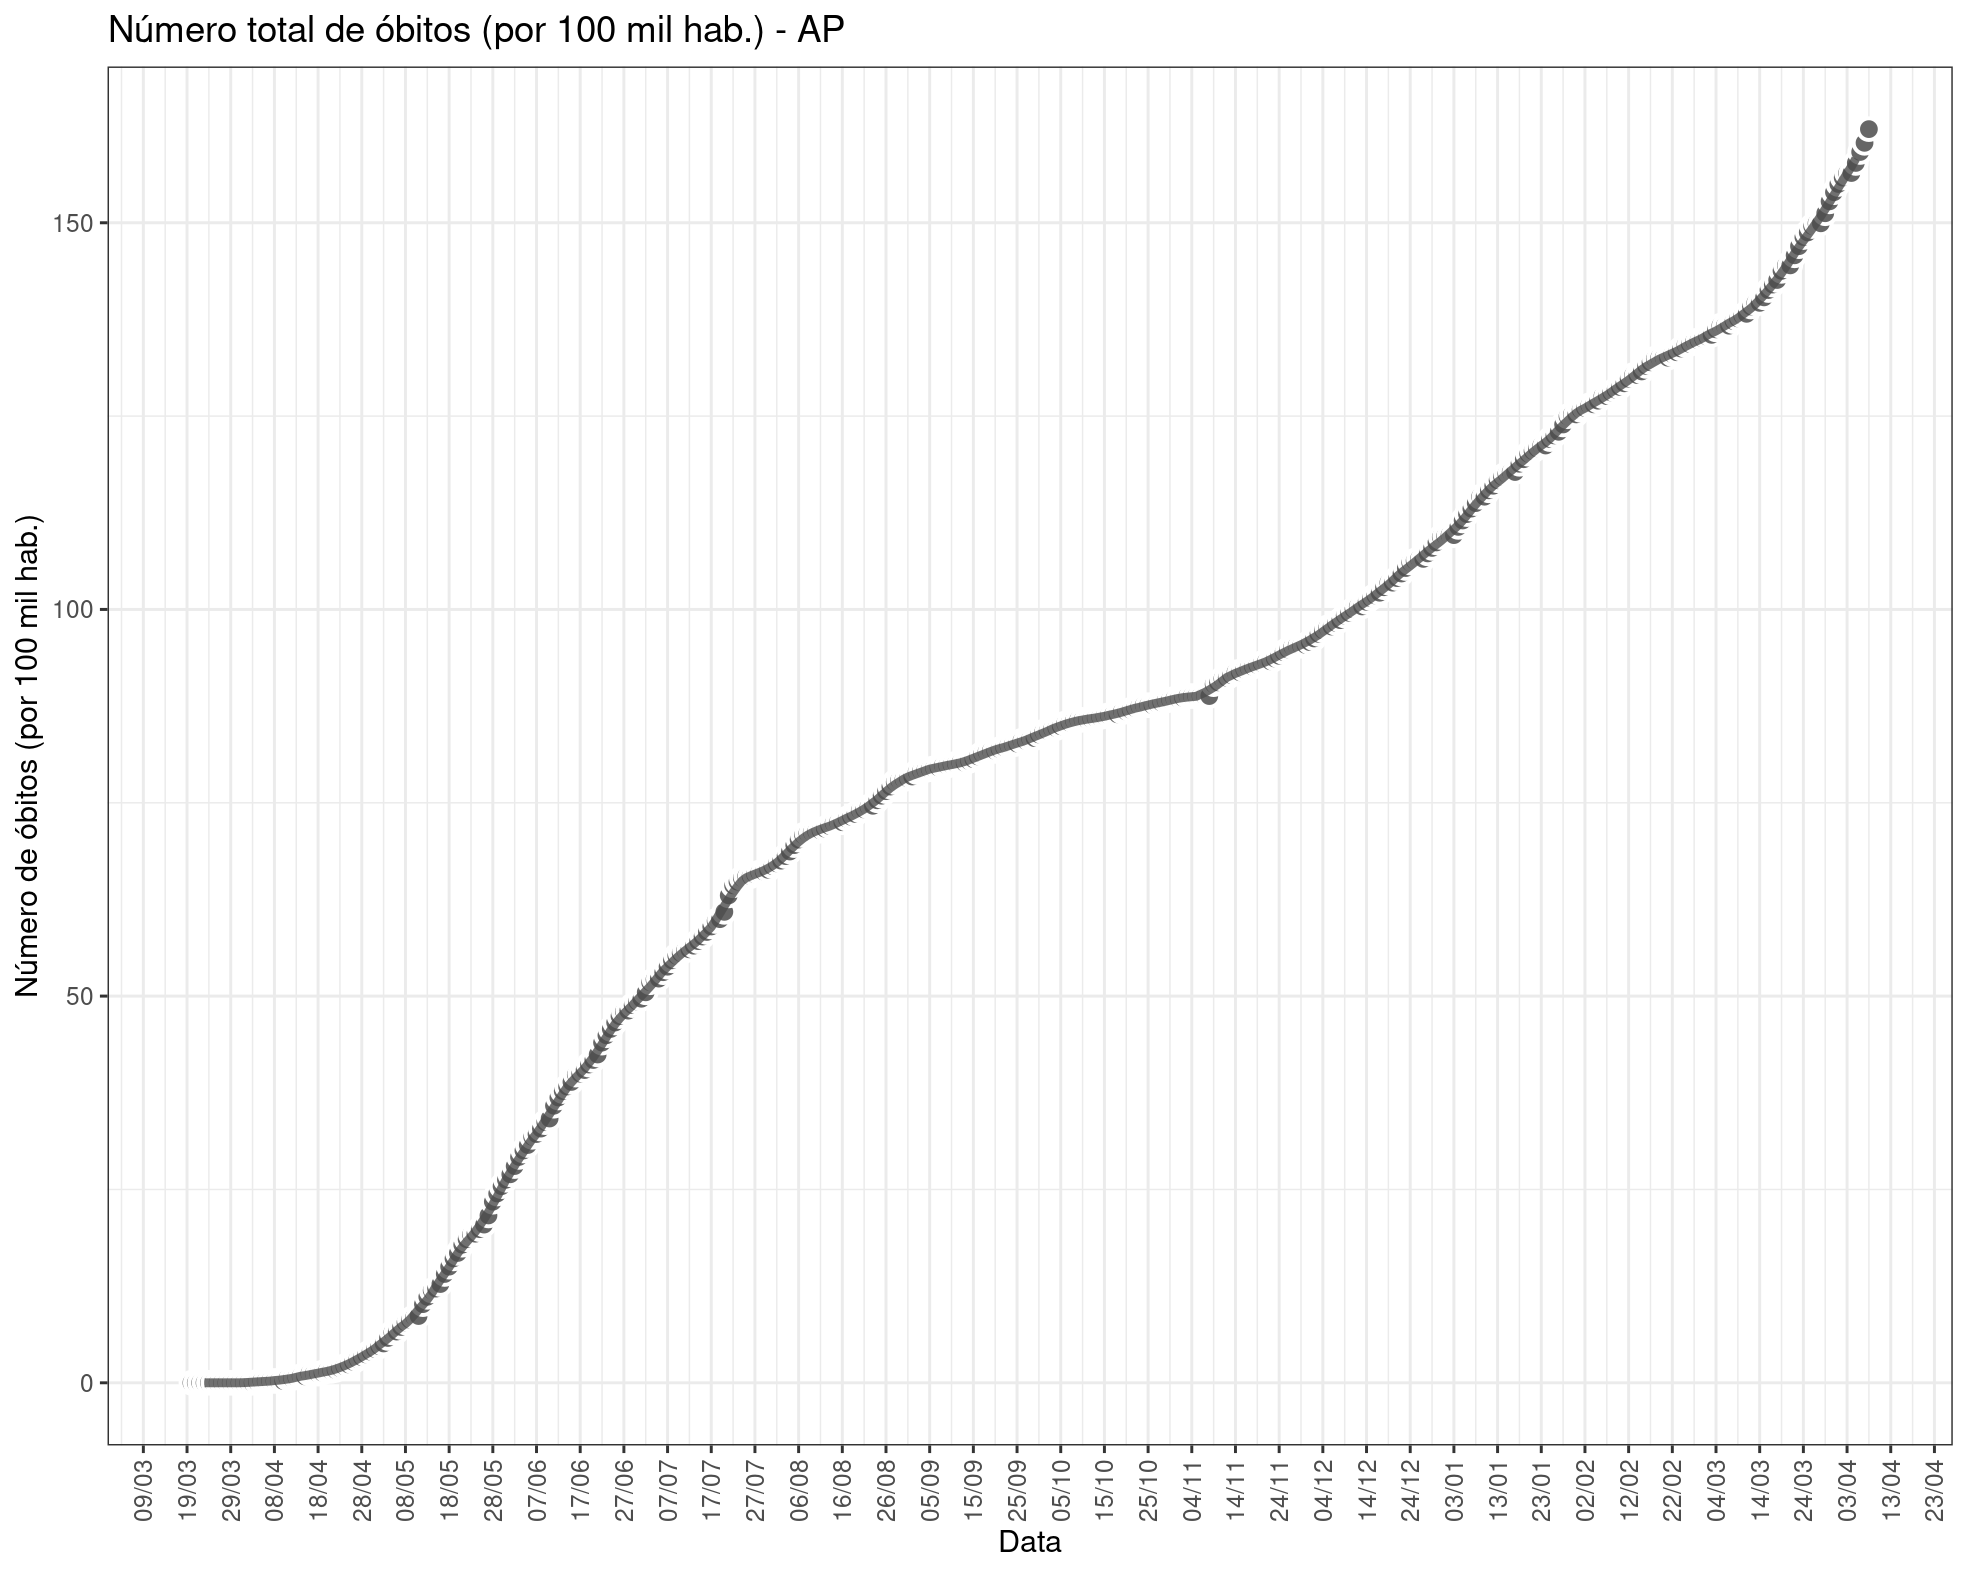 Número total de óbitos (por 100 mil hab.) - AP
Número de óbitos (por 100 mil hab.)
150
100
50
0
09/03 19/03 29/03 08/04 18/04 28/04 08/05 18/05 28/05 07/06 17/06 27/06 07/07 17/07 27/07 06/08 16/08 26/08 05/09 15/09 25/09 05/10 15/10 25/10 04/11 14/11 24/11 04/12 14/12 24/12 03/01 13/01 23/01 02/02 12/02 22/02 04/03 14/03 24/03 03/04 13/04 23/04
Data